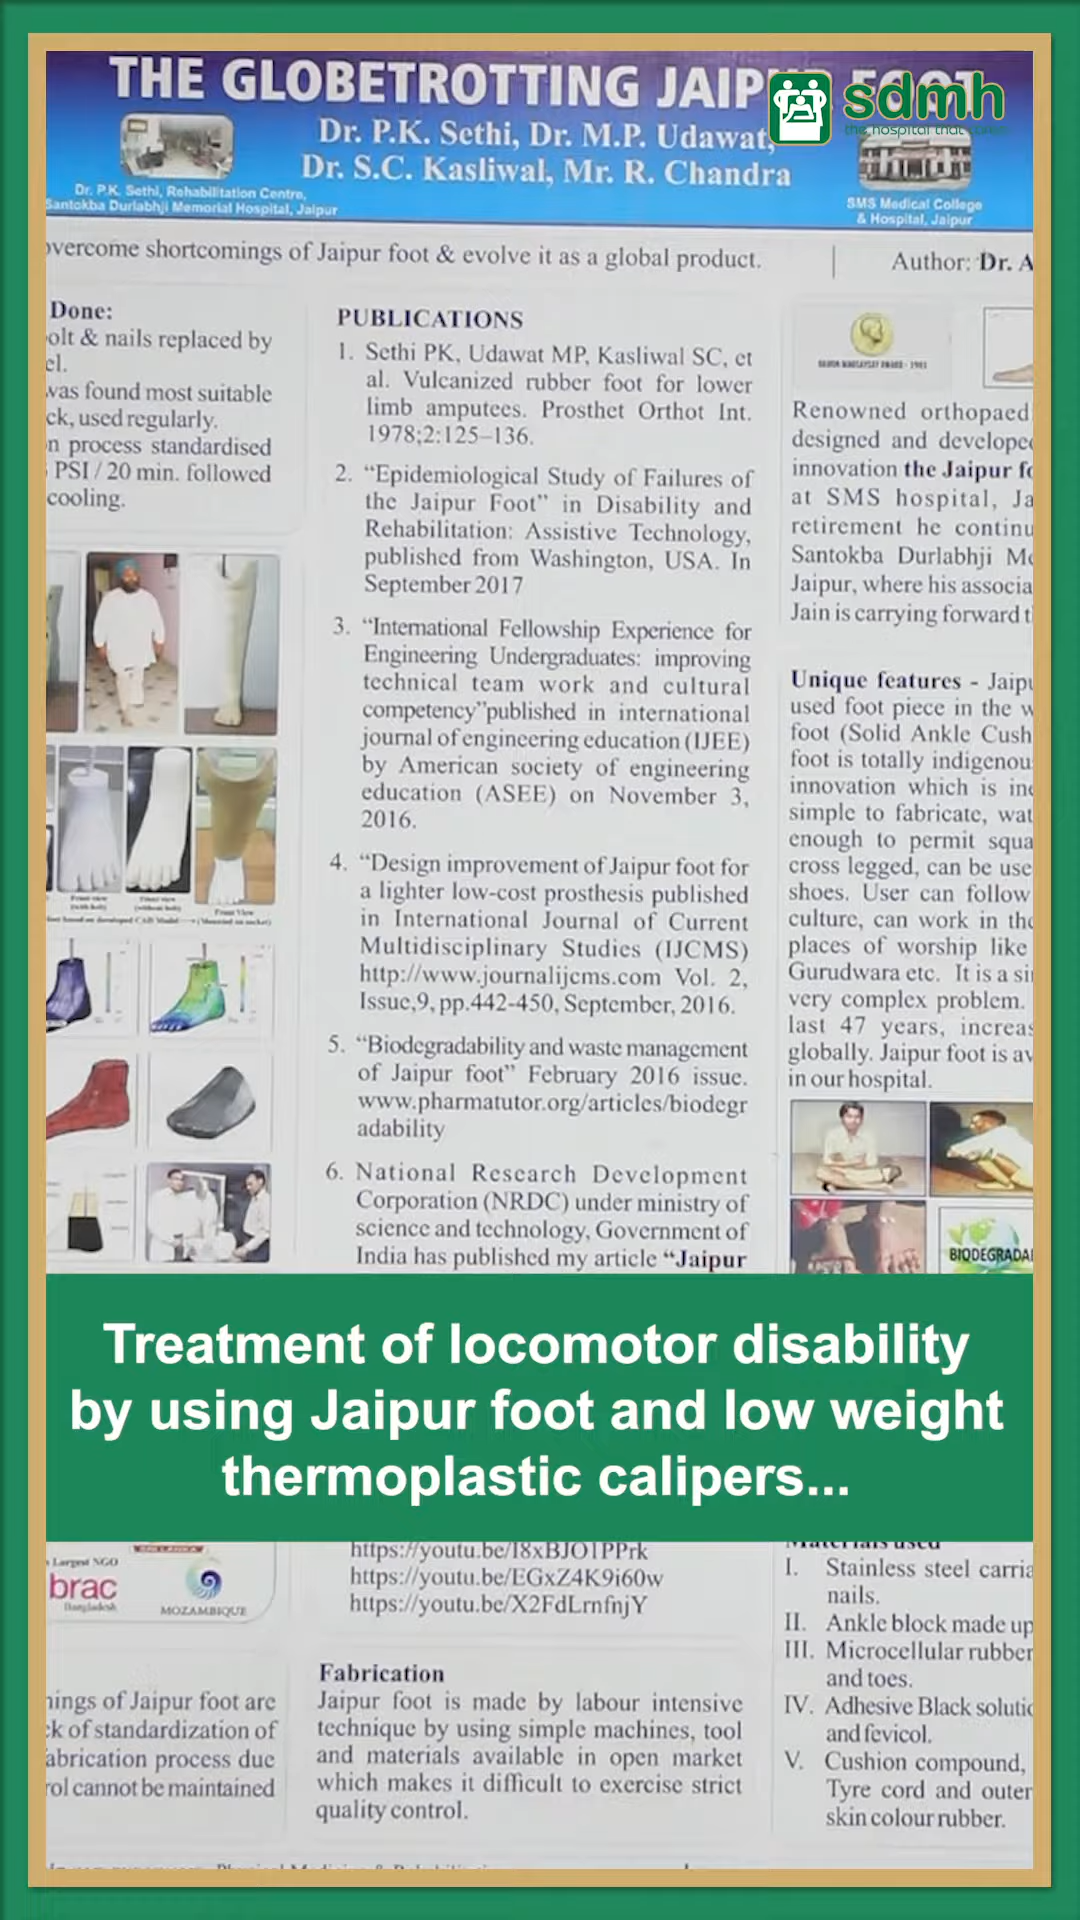 THE GLOBETROTTING JAIPUR FOOT
sdmh
the hospital that cares
Dr. P.K. Sethi, Dr. M.P. Udawat,
Dr. S.C. Kasliwal, Mr. R. Chandra
Dr. P.K. Sethi, Rehabilitation Centre,
Santokba Durlabhji Memorial Hospital, Jaipur
SMS Medical College
& Hospital, Jaipur
overcome shortcomings of Jaipur foot & evolve it as a global product.
Author: Dr. A
Done:
olt & nails replaced by
el.
was found most suitable
ck, used regularly.
n process standardised
PSI / 20 min. followed
cooling.
PUBLICATIONS
1. Sethi PK, Udawat MP, Kasliwal SC, et
al. Vulcanized rubber foot for lower
limb amputees. Prosthet Orthot Int.
1978;2:125–136.
2. “Epidemiological Study of Failures of
the Jaipur Foot” in Disability and
Rehabilitation: Assistive Technology,
published from Washington, USA. In
September 2017
3. “International Fellowship Experience for
Engineering Undergraduates: improving
technical team work and cultural
competency”published in international
journal of engineering education (IJEE)
by American society of engineering
education (ASEE) on November 3,
2016.
4. “Design improvement of Jaipur foot for
a lighter low-cost prosthesis published
in International Journal of Current
Multidisciplinary Studies (IJCMS)
http://www.journalijcms.com Vol. 2,
Issue,9, pp.442-450, September, 2016.
5. “Biodegradability and waste management
of Jaipur foot” February 2016 issue.
www.pharmatutor.org/articles/biodegr
adability
6. National Research Development
Corporation (NRDC) under ministry of
science and technology, Government of
India has published my article “Jaipur
Renowned orthopaed
designed and develope
innovation the Jaipur fo
at SMS hospital, Ja
retirement he continu
Santokba Durlabhji Me
Jaipur, where his associa
Jain is carrying forward t
Unique features - Jaipu
used foot piece in the w
foot (Solid Ankle Cush
foot is totally indigenou
innovation which is ine
simple to fabricate, wat
enough to permit squa
cross legged, can be use
shoes. User can follow
culture, can work in the
places of worship like
Gurudwara etc. It is a si
very complex problem.
last 47 years, increas
globally. Jaipur foot is av
in our hospital.
BIODEGRADA
Treatment of locomotor disability
by using Jaipur foot and low weight
thermoplastic calipers...
Largest NGO
brac
Bangladesh
SRI LANKA
MOZAMBIQUE
https://youtu.be/I8xBJO1PPrk
https://youtu.be/EGxZ4K9i60w
https://youtu.be/X2FdLrnfnjY
Fabrication
Jaipur foot is made by labour intensive
technique by using simple machines, tool
and materials available in open market
which makes it difficult to exercise strict
quality control.
nings of Jaipur foot are
ck of standardization of
abrication process due
rol cannot be maintained
Materials used
I. Stainless steel carria
nails.
II. Ankle block made up
III. Microcellular rubber
and toes.
IV. Adhesive Black solutio
and fevicol.
V. Cushion compound,
Tyre cord and outer
skin colour rubber.